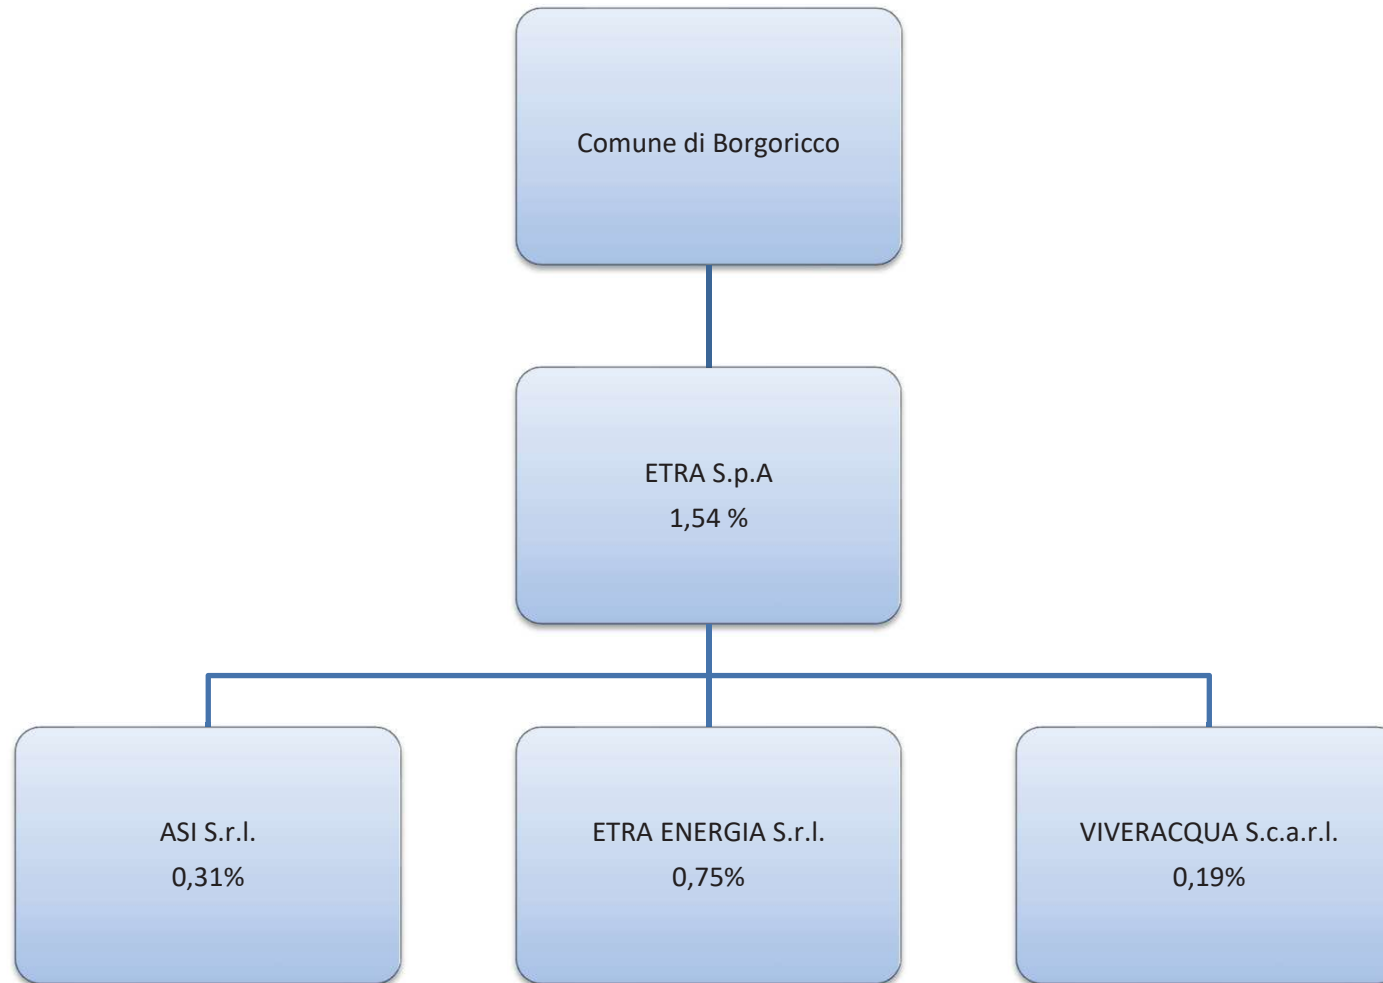 Comune di Borgoricco
ETRA S.p.A
1,54 %
ASI S.r.l.
0,31%
ETRA ENERGIA S.r.l.
0,75%
VIVERACQUA S.c.a.r.l.
0,19%